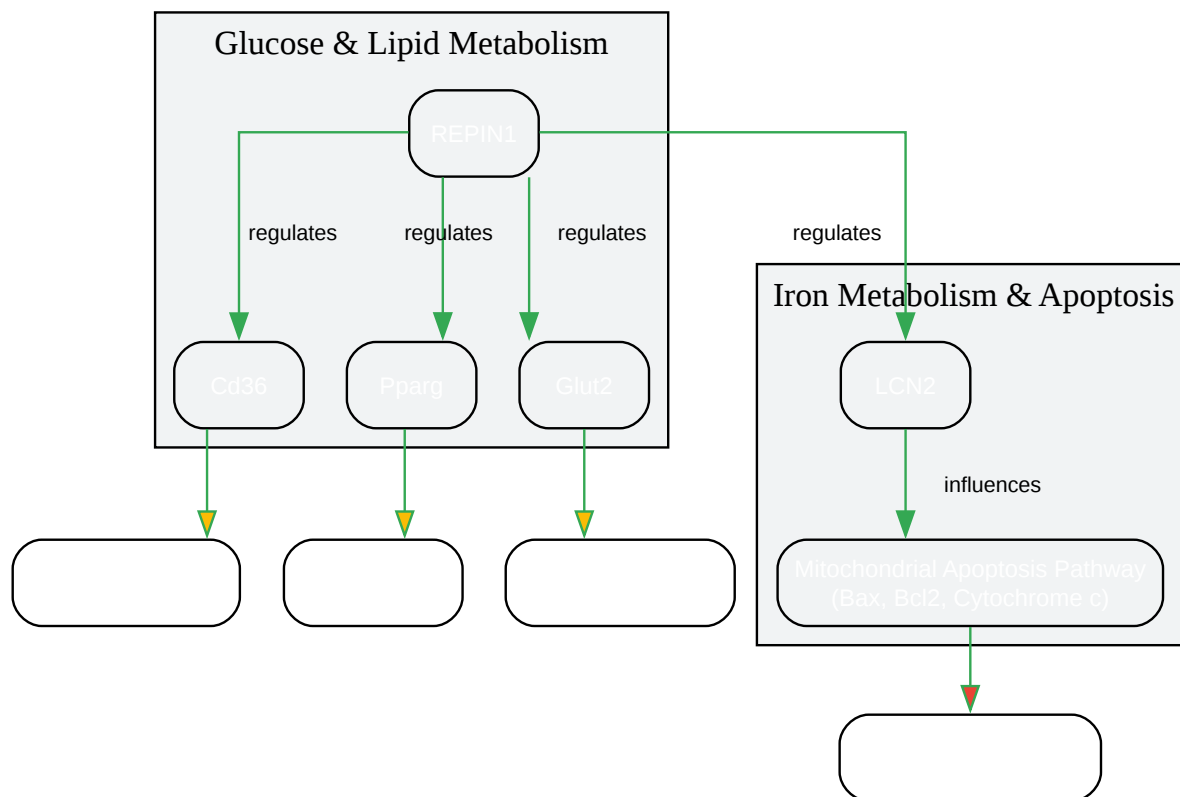 Glucose & Lipid Metabolism
REPIN1
regulates
regulates
regulates
regulates
Iron Metabolism & Apoptosis
Cd36
Pparg
Glut2
LCN2
influences
Mitochondrial Apoptosis Pathway
(Bax, Bcl2, Cytochrome c)